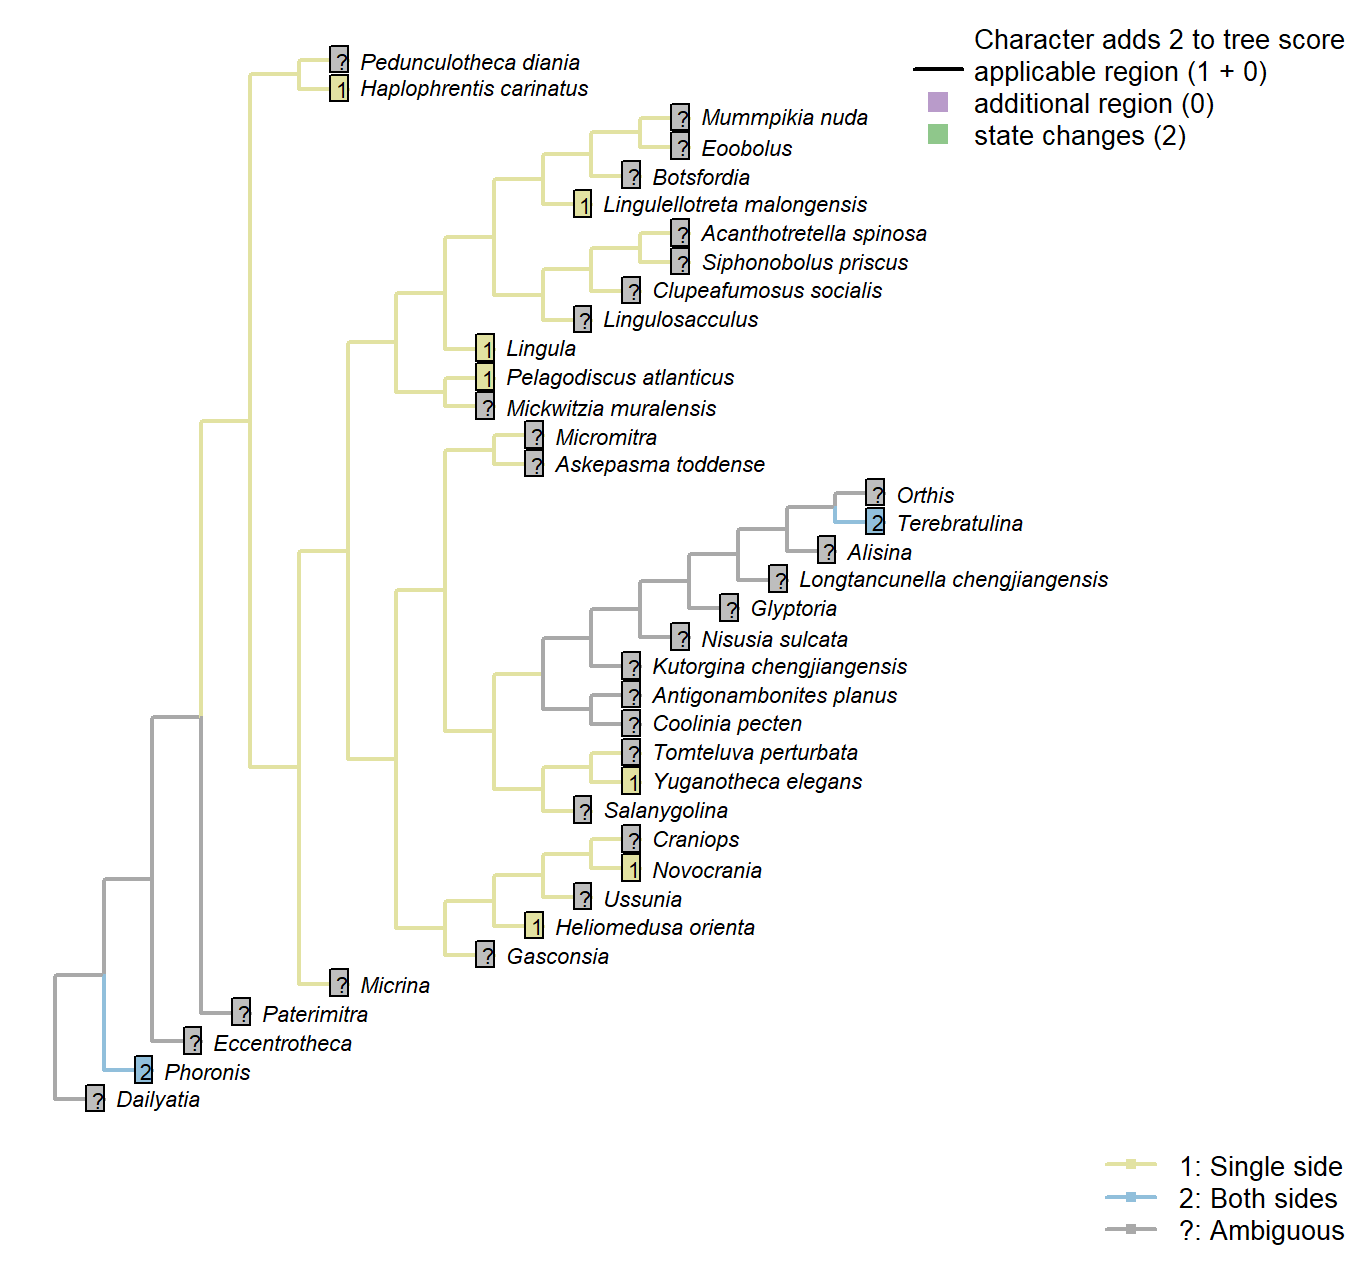 Character adds 2 to tree score
applicable region (1 + 0)
additional region (0)
state changes (2)
? Pedunculotheca diania
1 Haplophrentis carinatus
? Mummpikia nuda
? Eoobolus
? Botsfordia
1 Lingulellotreta malongensis
? Acanthotretella spinosa
? Siphonobolus priscus
? Clupeafumosus socialis
? Lingulosacculus
1 Lingula
1 Pelagodiscus atlanticus
? Mickwitzia muralensis
? Micromitra
? Askepasma toddense
? Orthis
2 Terebratulina
? Alisina
? Longtancunella chengjiangensis
? Glyptoria
? Nisusia sulcata
? Kutorgina chengjiangensis
? Antigonambonites planus
? Coolinia pecten
? Tomteluva perturbata
1 Yuganotheca elegans
? Salanygolina
? Craniops
1 Novocrania
? Ussunia
1 Heliomedusa orienta
? Gasconsia
? Micrina
? Paterimitra
? Eccentrotheca
2 Phoronis
? Dailyatia
1: Single side
2: Both sides
?: Ambiguous